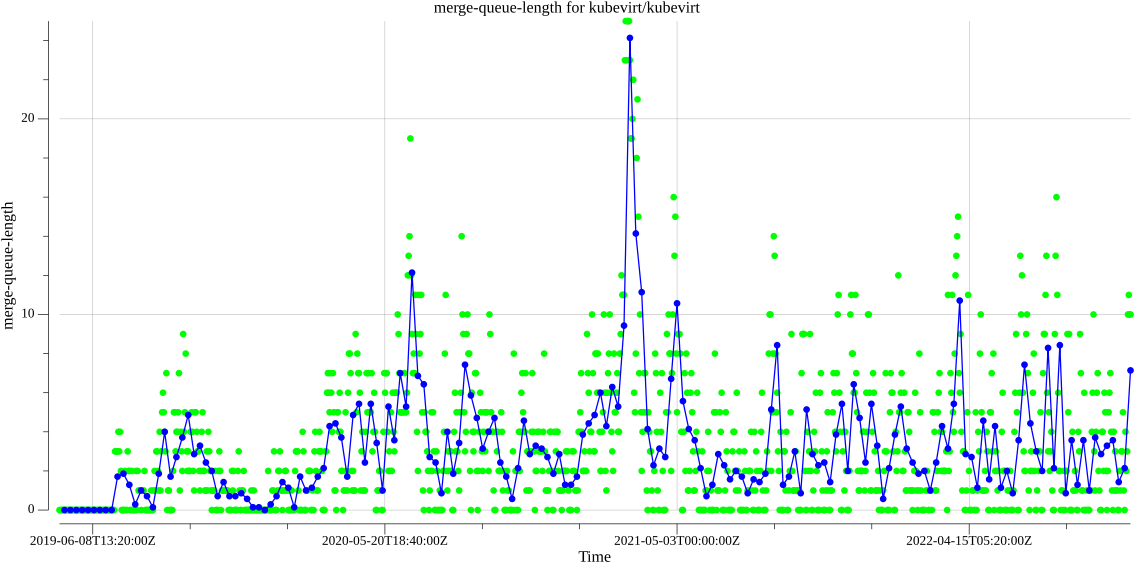 merge-queue-length for kubevirt/kubevirt
merge-queue-length
20
10
0
2019-06-08T13:20:00Z
2020-05-20T18:40:00Z
2021-05-03T00:00:00Z
2022-04-15T05:20:00Z
Time